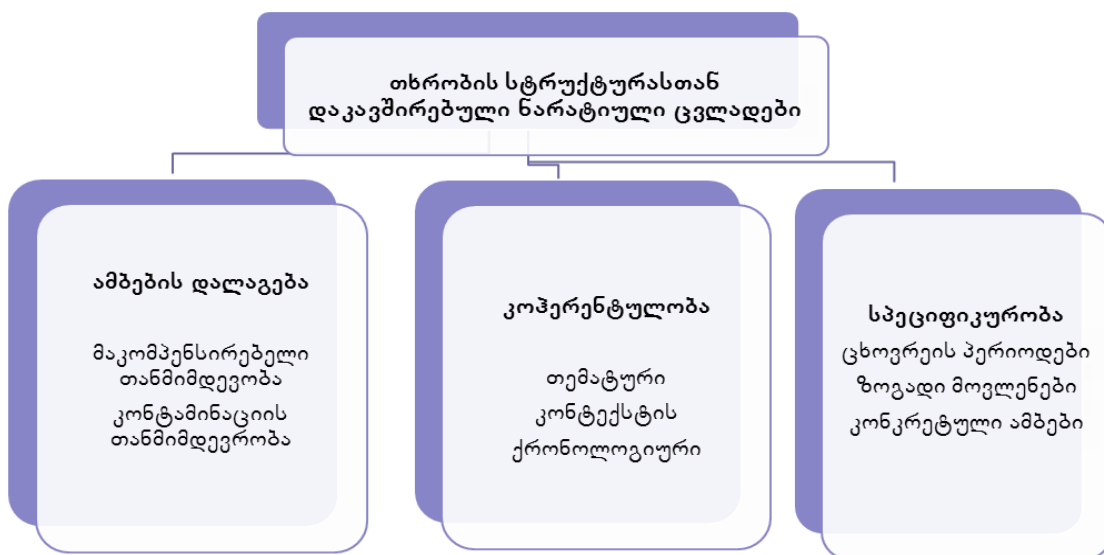 თხრობის სტრუქტურასთან
დაკავშირებული ნარატიული ცვლადები
ამბების დალაგება
მაკომპენსირებელი
თანმიმდევობა
კონტამინაციის
თანმიმდევრობა
კოჰერენტულობა
თემატური
კონტექსტის
ქრონოლოგიური
სპეციფიკურობა
ცხოვრეის პერიოდები
ზოგადი მოვლენები
კონკრეტული ამბები